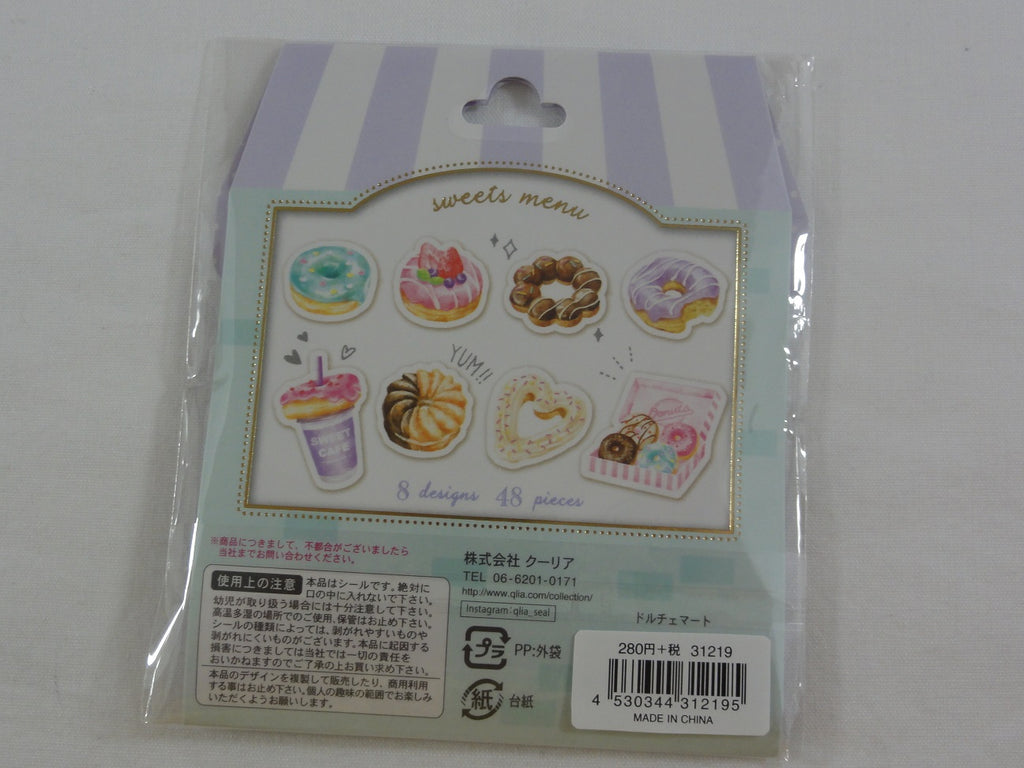 sweets menu
YUM!!
SWEET
CAFE
Donuts
8 designs 48 pieces
※商品につきまして、不都合がございましたら
当社までお問い合わせください。
使用上の注意 本品はシールです。絶対に
口の中に入れないで下さい。
幼児が取り扱う場合には十分注意して下さい。
高温多湿の場所でのご使用、保管はお止め下さい。
シールの種類によっては、剥がれやすいものや
剥がれにくいものがございます。本品に起因する
損害につきましては当社では一切の責任を
おいかねますのでご了承の上お買い求め下さい。
本品のデザインを複製して販売したり、商用利用
する事はお止め下さい。個人の趣味の範囲でお楽しみ
いただくようお願いします。
株式会社 クーリア
TEL 06-6201-0171
http://www.qlia.com/collection/
Instagram:qlia_seal
プラ PP:外袋
紙 台紙
ドルチェマート
280円+税 31219
4 530344 312195
MADE IN CHINA